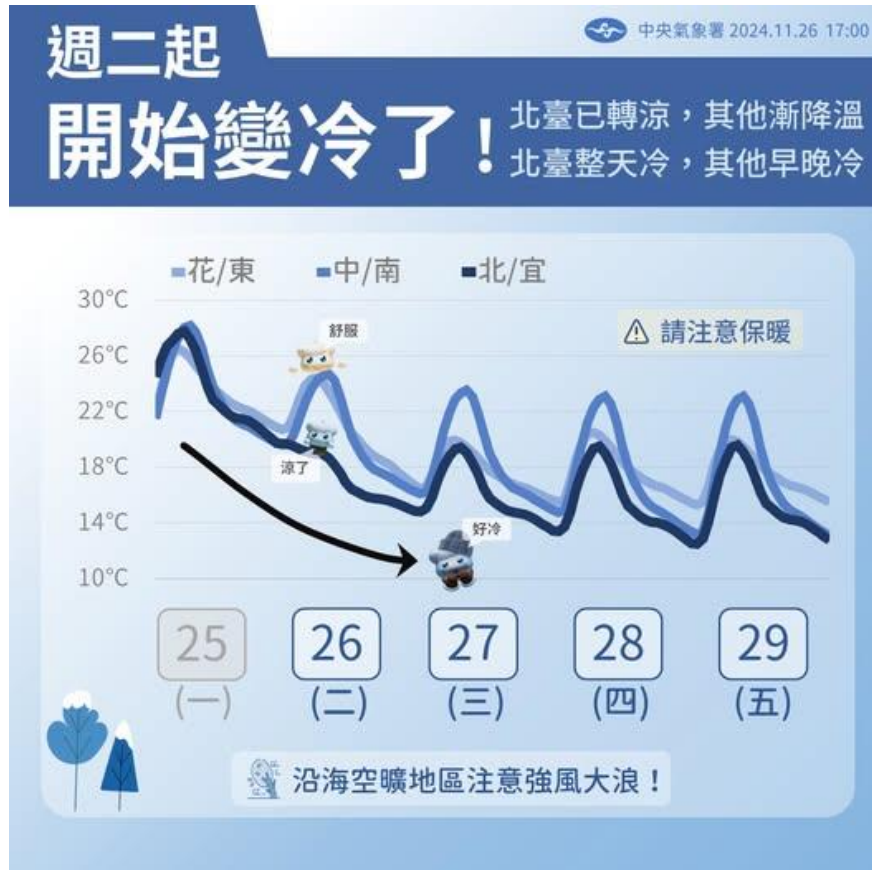 中央氣象署 2024.11.26 17:00
週二起
開始變冷了！
北臺已轉涼，其他漸降溫
北臺整天冷，其他早晚冷
花/東 中/南 北/宜
30°C
舒服
請注意保暖
26°C
22°C
18°C
涼了
14°C
好冷
10°C
25 26 27 28 29
(一) (二) (三) (四) (五)
沿海空曠地區注意強風大浪！